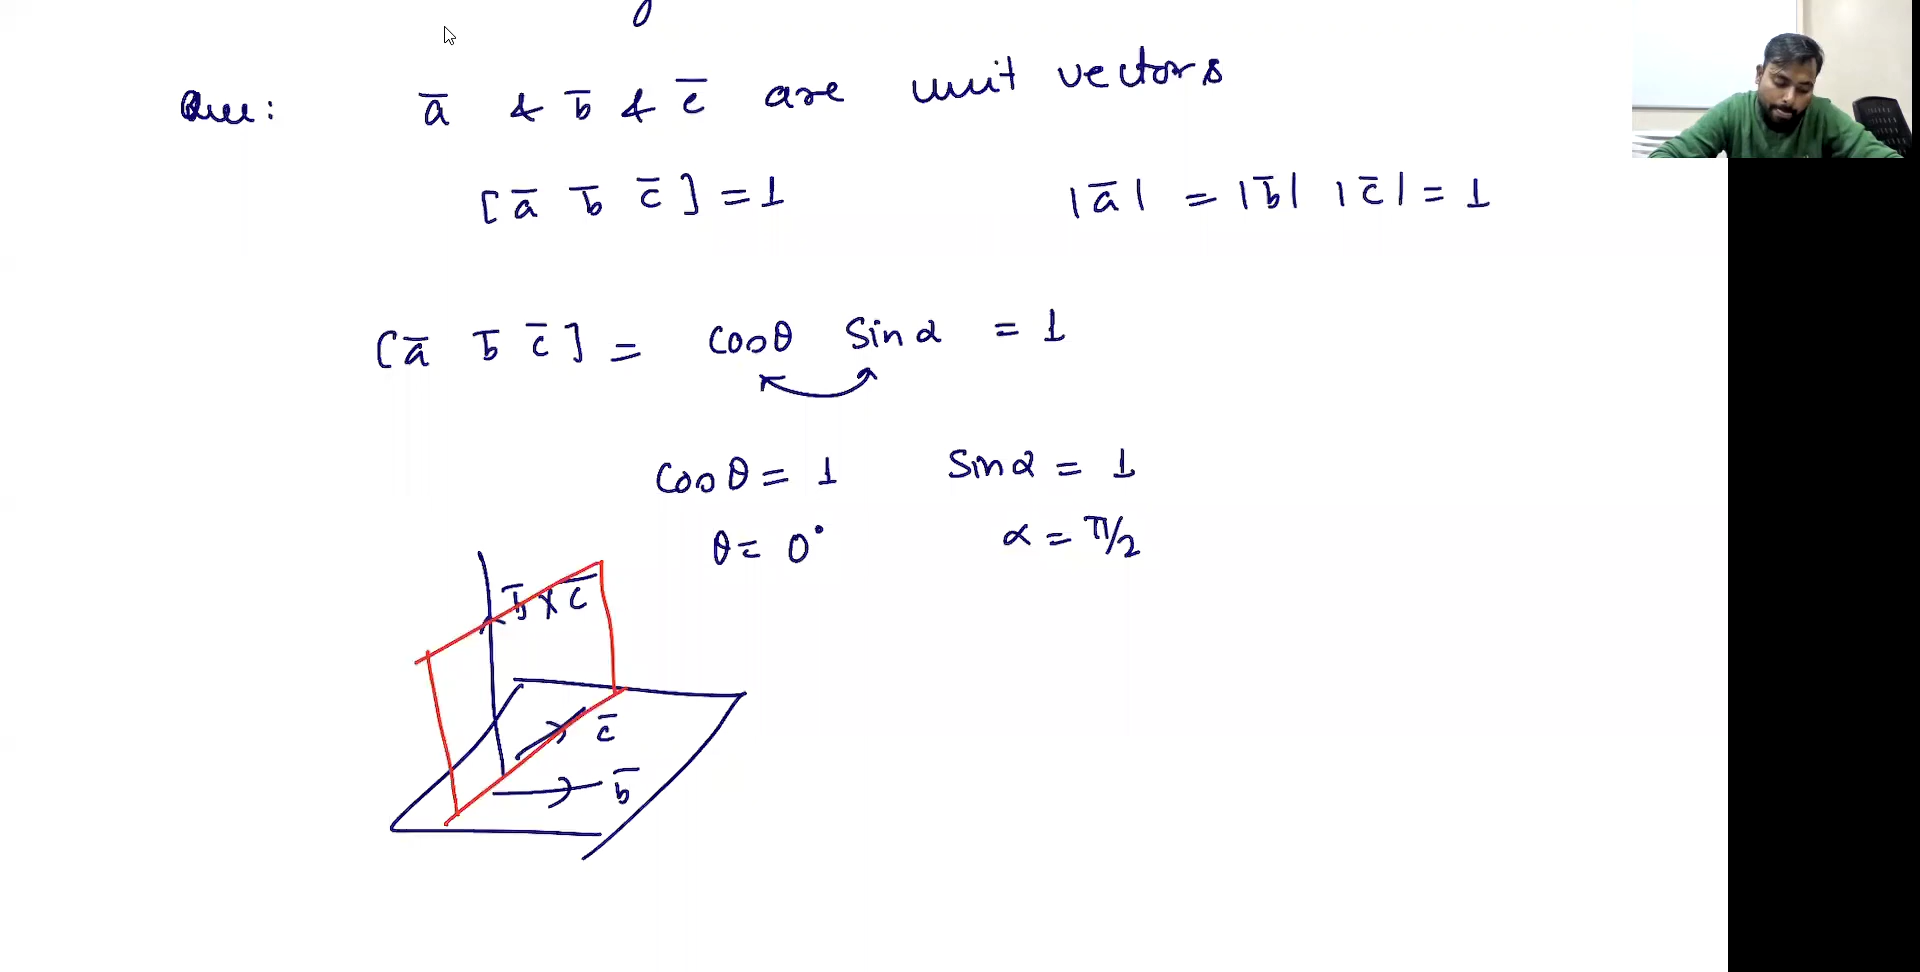 Que: a̅ & b̅ & c̅ are unit vectors
[a̅ b̅ c̅] = 1 |a̅| = |b̅| |c̅| = 1
[a̅ b̅ c̅] = Cosθ Sinα = 1
Cosθ = 1 Sinα = 1
θ = 0° α = π/2
b̅ × c̅
c̅
b̅